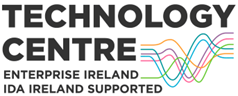 TECHNOLOGY
CENTRE
ENTERPRISE IRELAND
IDA IRELAND SUPPORTED